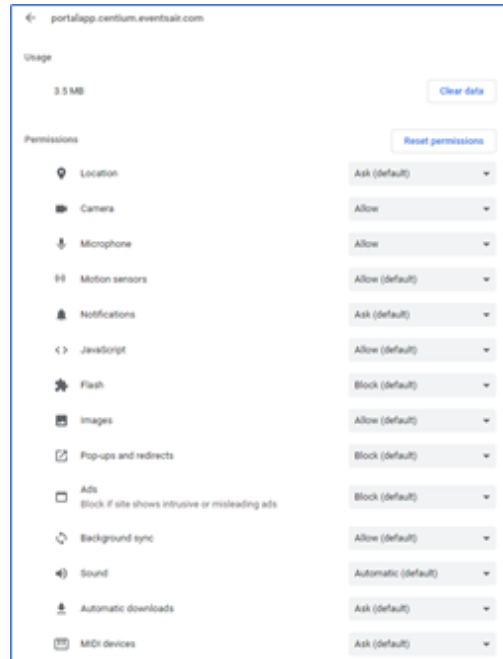 portalapp.centium.eventsair.com
Usage
3.5 MB Clear data
Permissions Reset permissions
Location Ask (default)
Camera Allow
Microphone Allow
Motion sensors Allow (default)
Notifications Ask (default)
JavaScript Allow (default)
Flash Block (default)
Images Allow (default)
Pop-ups and redirects Block (default)
Ads Block (default)
Block if site shows intrusive or misleading ads
Background sync Allow (default)
Sound Automatic (default)
Automatic downloads Ask (default)
MIDI devices Ask (default)